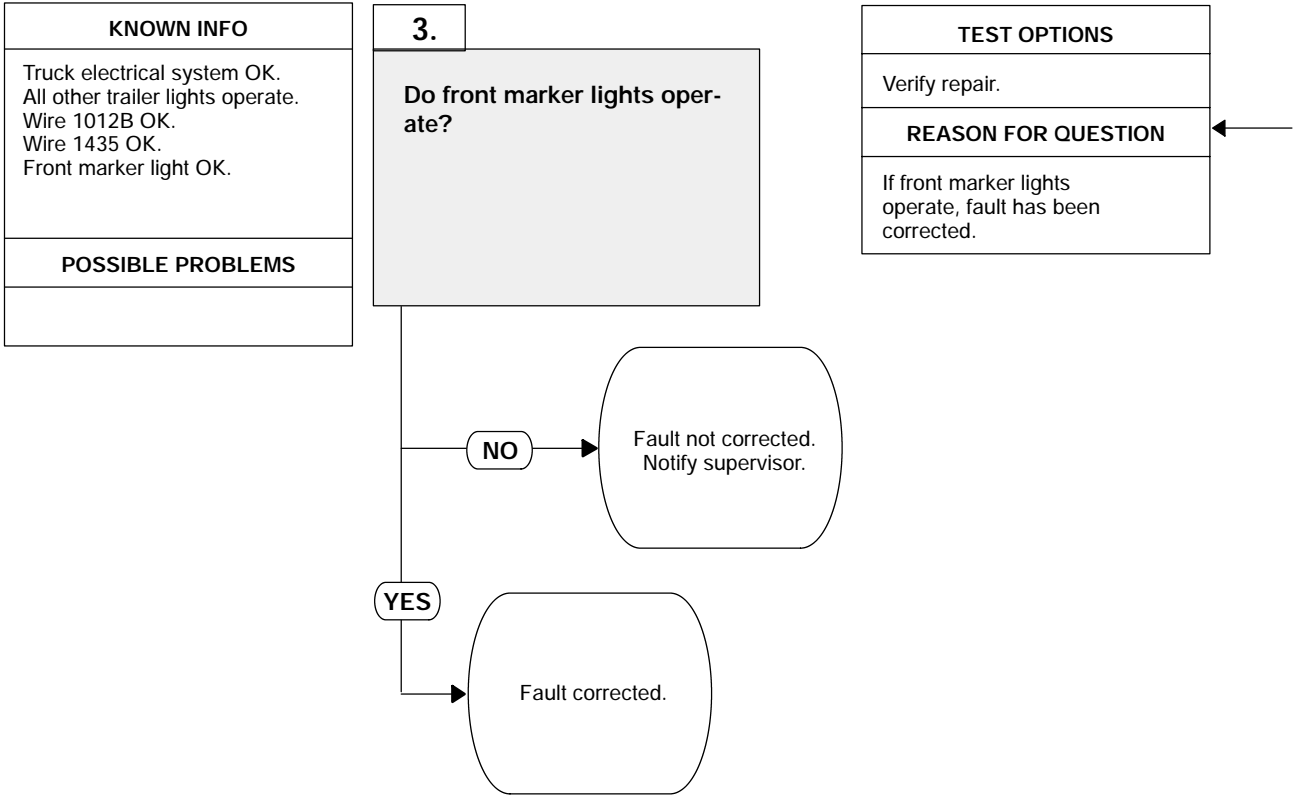 KNOWN INFO
Truck electrical system OK.
All other trailer lights operate.
Wire 1012B OK.
Wire 1435 OK.
Front marker light OK.
POSSIBLE PROBLEMS
3.
Do front marker lights oper-
ate?
TEST OPTIONS
Verify repair.
REASON FOR QUESTION
If front marker lights
operate, fault has been
corrected.
NO
Fault not corrected.
Notify supervisor.
YES
Fault corrected.